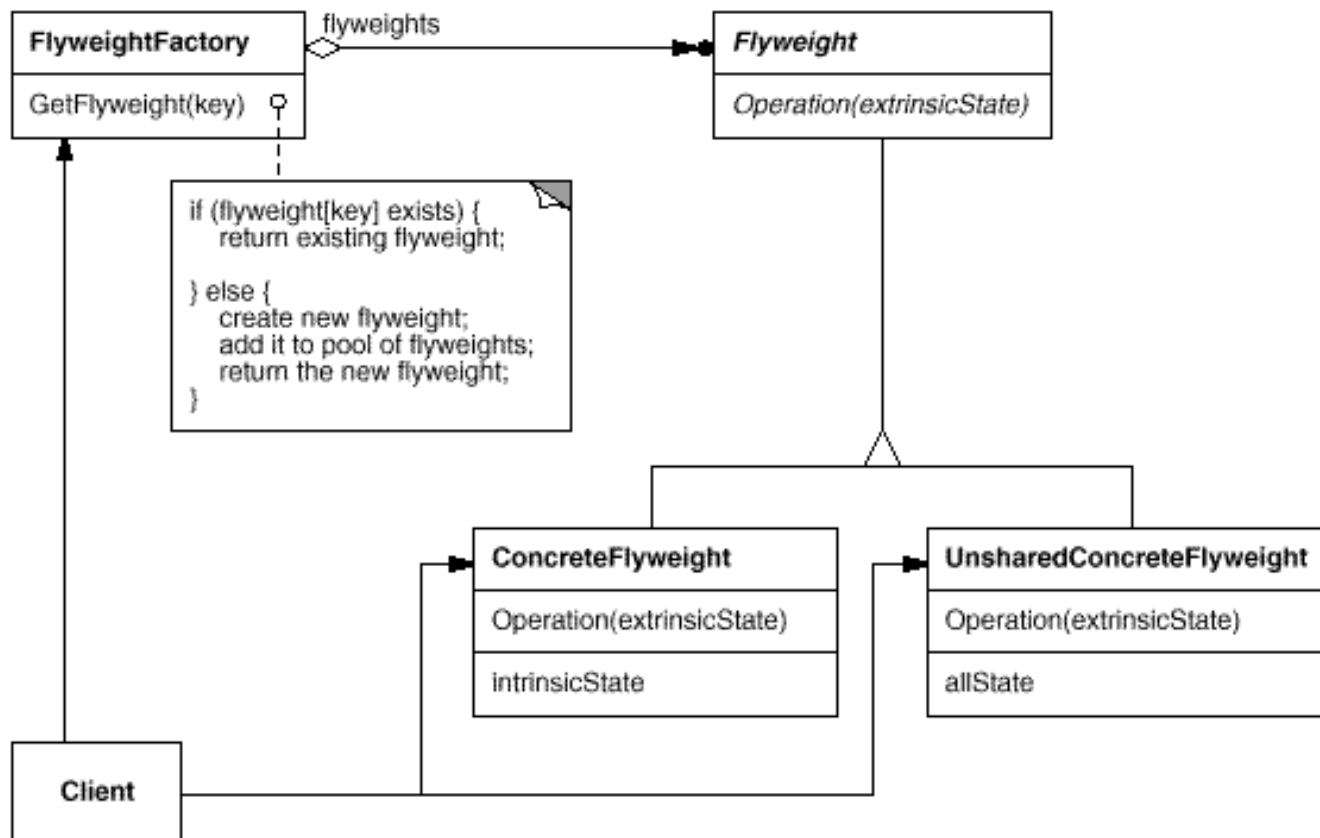 flyweights
FlyweightFactory
GetFlyweight(key)
Flyweight
Operation(extrinsicState)
if (flyweight[key] exists) {
return existing flyweight;
} else {
create new flyweight;
add it to pool of flyweights;
return the new flyweight;
}
ConcreteFlyweight
Operation(extrinsicState)
intrinsicState
UnsharedConcreteFlyweight
Operation(extrinsicState)
allState
Client